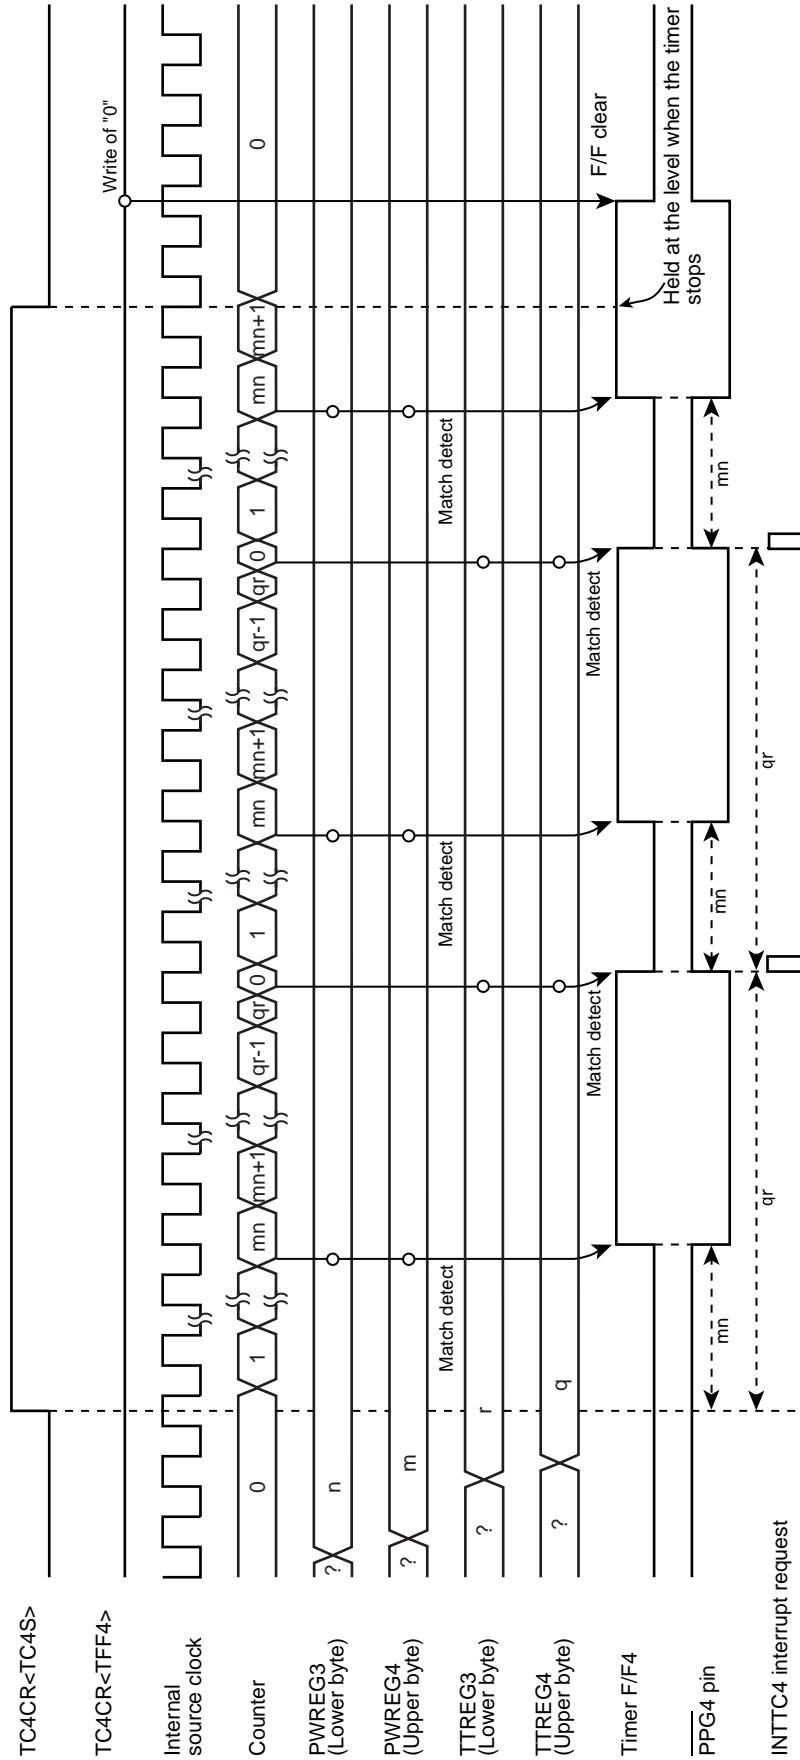 TC4CR<TC4S>
TC4CR<TFF4>
Write of "0"
Internal
source clock
Counter
0 1 mn mn+1 qr-1 qr 0 1 mn mn+1 qr-1 qr 0 1 mn mn+1 0
PWREG3
(Lower byte)
? n
PWREG4
(Upper byte)
? m
Match detect
Match detect
Match detect
TTREG3
(Lower byte)
? r
TTREG4
(Upper byte)
? q
Match detect
Match detect
F/F clear
Timer F/F4
Held at the level when the timer
stops
PPG4 pin
mn
mn
mn
qr
qr
INTTC4 interrupt request